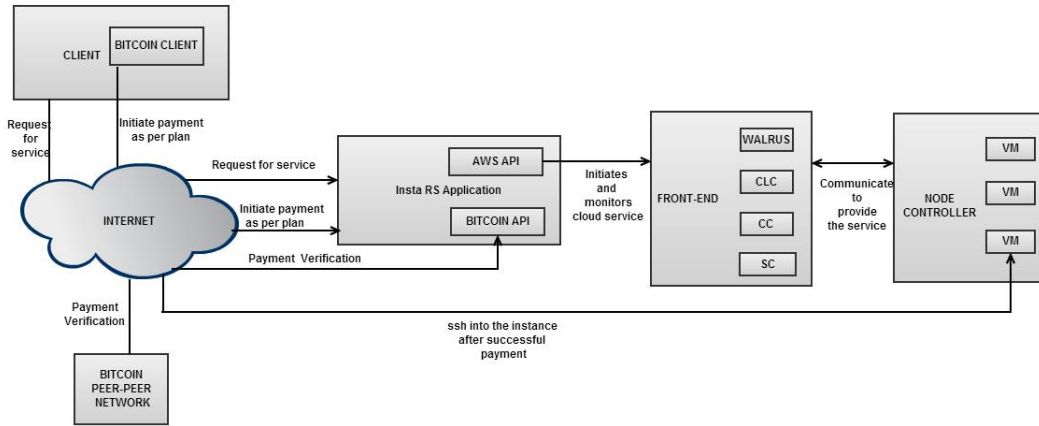 CLIENT
BITCOIN CLIENT
Request
for
service
Initiate payment
as per plan
INTERNET
Request for service
Initiate payment
as per plan
Payment Verification
Payment
Verification
BITCOIN
PEER-PEER
NETWORK
AWS API
Insta RS Application
BITCOIN API
Initiates
and
monitors
cloud service
FRONT-END
WALRUS
CLC
CC
SC
Communicate
to
provide
the service
NODE
CONTROLLER
VM
VM
VM
ssh into the instance
after successful
payment